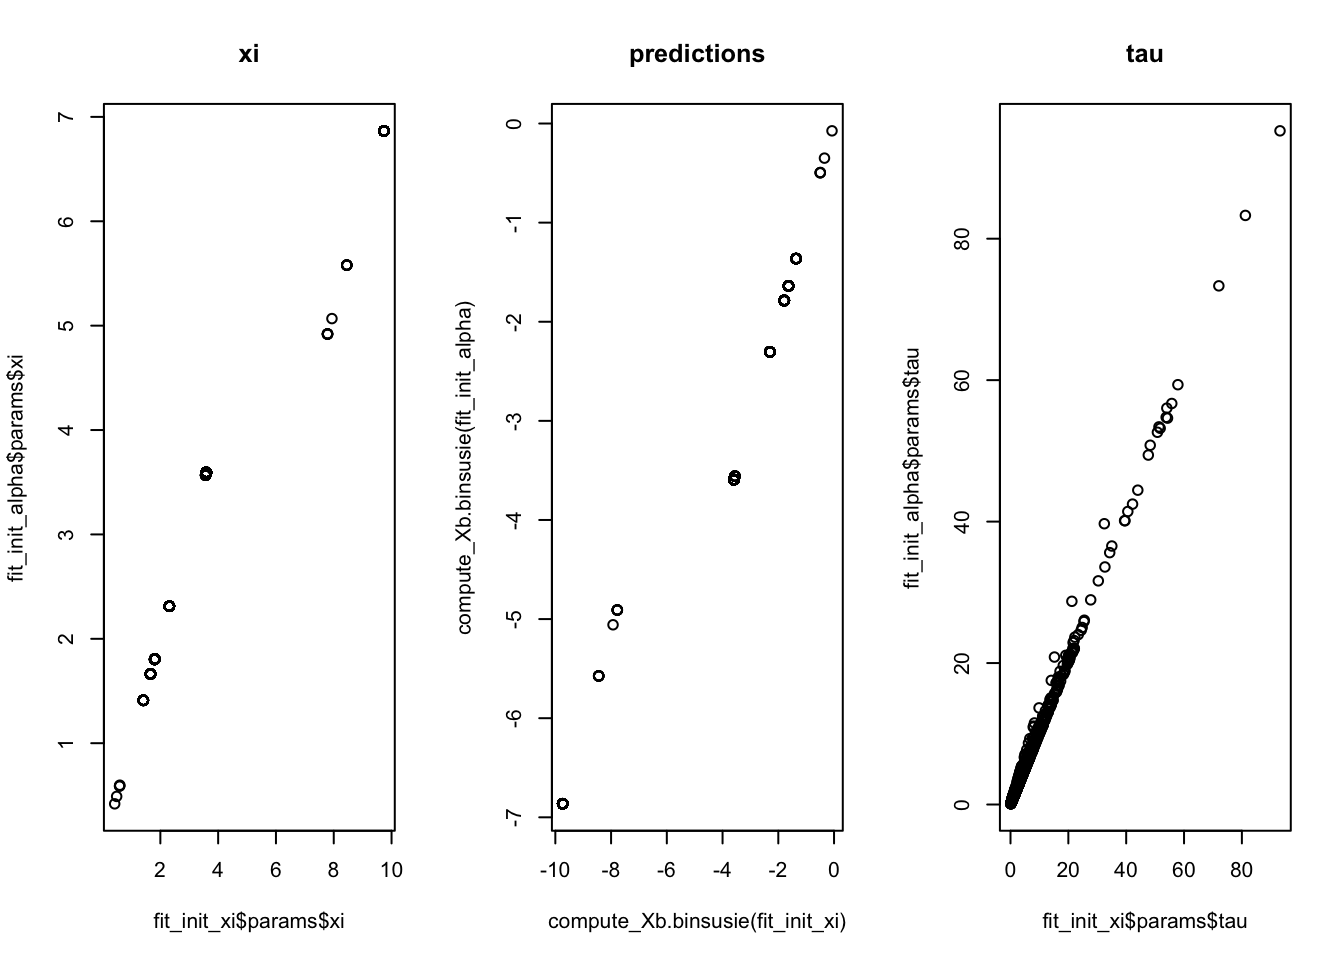 xi
7
6
5
4
3
2
1
fit_init_alpha$params$xi
2 4 6 8 10
fit_init_xi$params$xi
predictions
0
-1
-2
-3
-4
-5
-6
-7
compute_Xb.binsusie(fit_init_alpha)
-10 -8 -6 -4 -2 0
compute_Xb.binsusie(fit_init_xi)
tau
80
60
40
20
0
fit_init_alpha$params$tau
0 20 40 60 80
fit_init_xi$params$tau